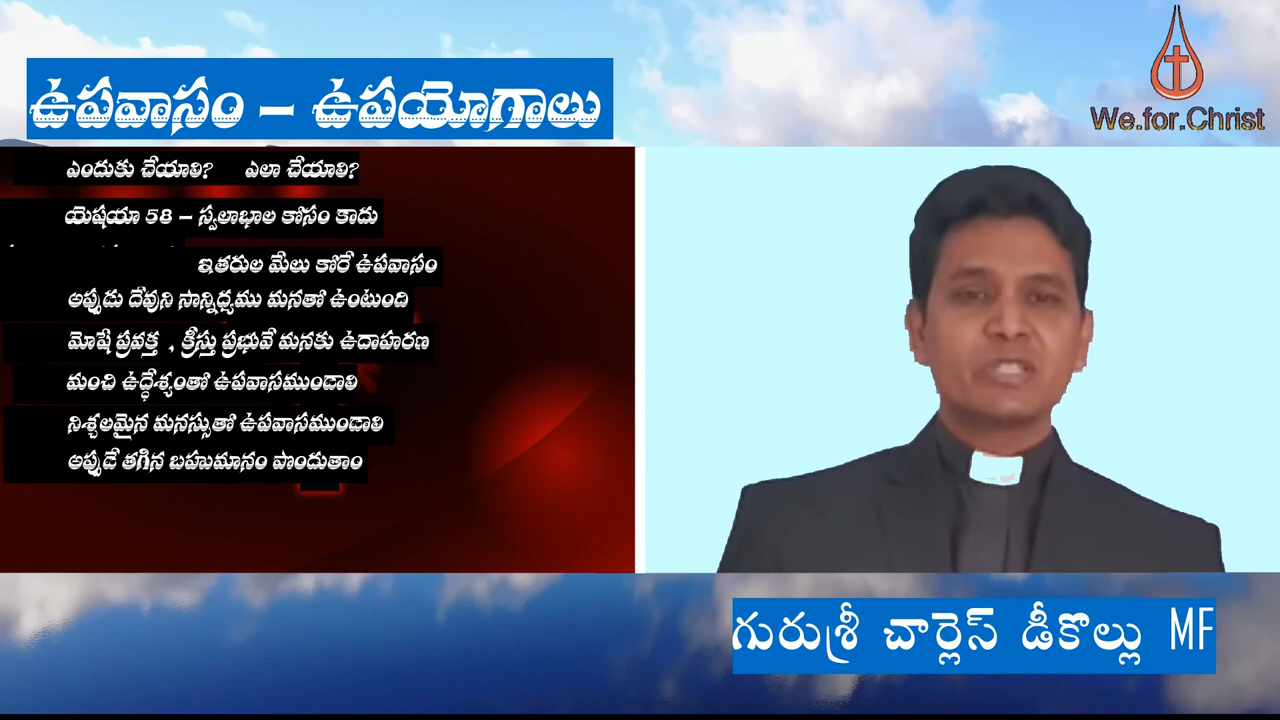 ఉపవాసం – ఉపయోగాలు
We.for.Christ
ఎందుకు చేయాలి? ఎలా చేయాలి?
యెషయా 58 – స్వలాభాల కోసం కాదు
ఇతరుల మేలు కోరే ఉపవాసం
అప్పుడు దేవుని సాన్నిధ్యము మనతో ఉంటుంది
మోషే ప్రవక్త , క్రీస్తు ప్రభువే మనకు ఉదాహరణ
మంచి ఉద్ధేశ్యంతో ఉపవాసముండాలి
నిశ్చలమైన మనస్సుతో ఉపవాసముండాలి
అప్పుడే తగిన బహుమానం పొందుతాం
గురుశ్రీ చార్లెస్ డీకొల్లు MF